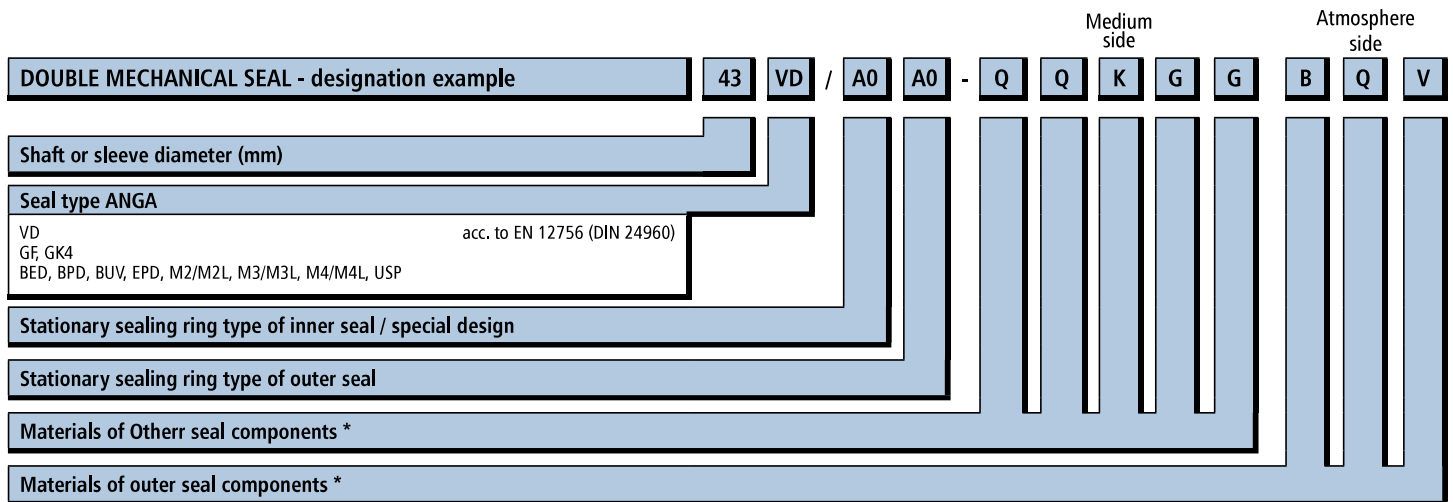 Medium
side
Atmosphere
side
DOUBLE MECHANICAL SEAL - designation example 43 VD / A0 A0 - Q Q K G G B Q V
Shaft or sleeve diameter (mm)
Seal type ANGA
VD acc. to EN 12756 (DIN 24960)
GF, GK4
BED, BPD, BUV, EPD, M2/M2L, M3/M3L, M4/M4L, USP
Stationary sealing ring type of inner seal / special design
Stationary sealing ring type of outer seal
Materials of Otherr seal components *
Materials of outer seal components *